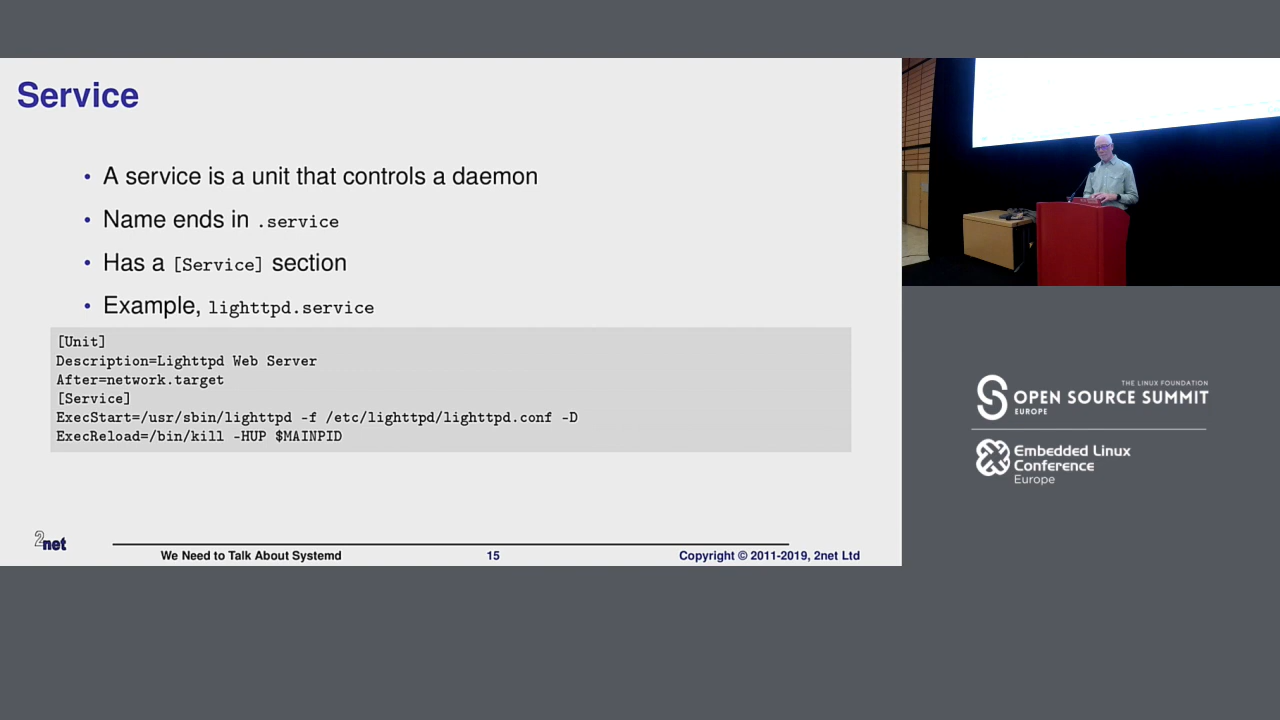 Service
• A service is a unit that controls a daemon
• Name ends in .service
• Has a [Service] section
• Example, lighttpd.service
[Unit]
Description=Lighttpd Web Server
After=network.target
[Service]
ExecStart=/usr/sbin/lighttpd -f /etc/lighttpd/lighttpd.conf -D
ExecReload=/bin/kill -HUP $MAINPID
2net
We Need to Talk About Systemd
15
Copyright © 2011-2019, 2net Ltd
THE LINUX FOUNDATION
OPEN SOURCE SUMMIT
EUROPE
Embedded Linux
Conference
Europe